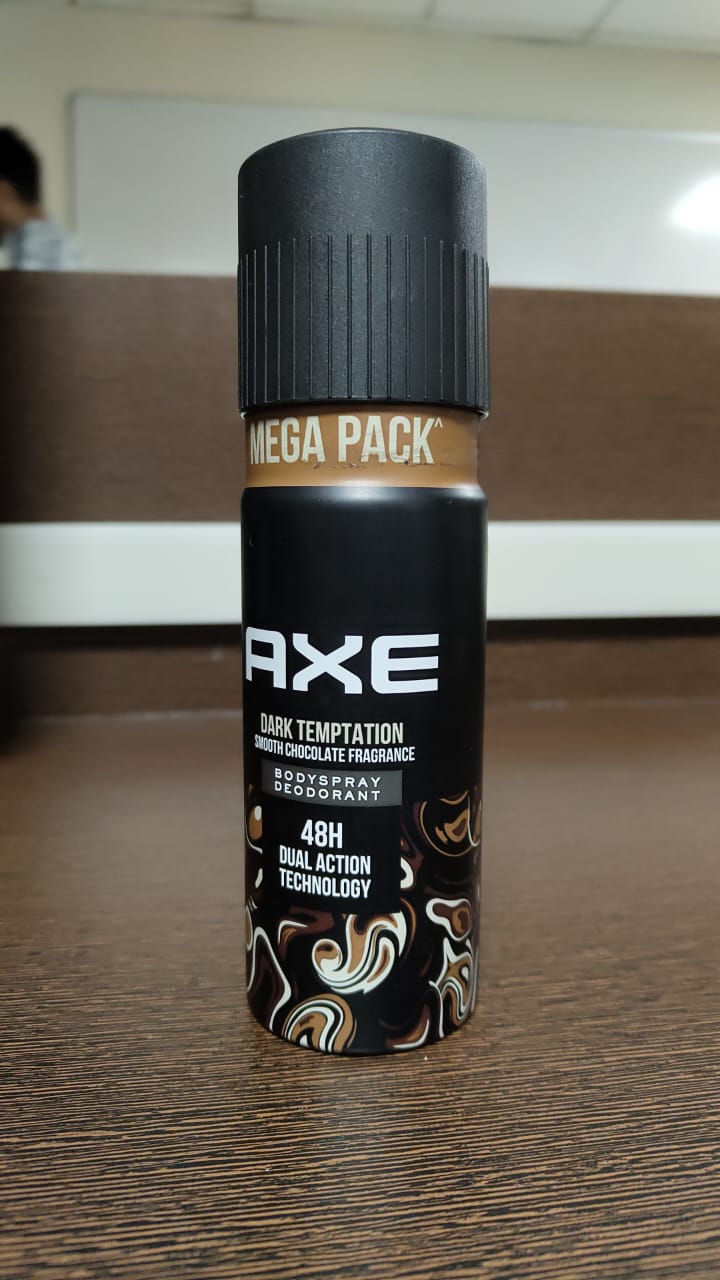 MEGA PACK^
AXE
DARK TEMPTATION
SMOOTH CHOCOLATE FRAGRANCE
BODYSPRAY
DEODORANT
48H
DUAL ACTION
TECHNOLOGY